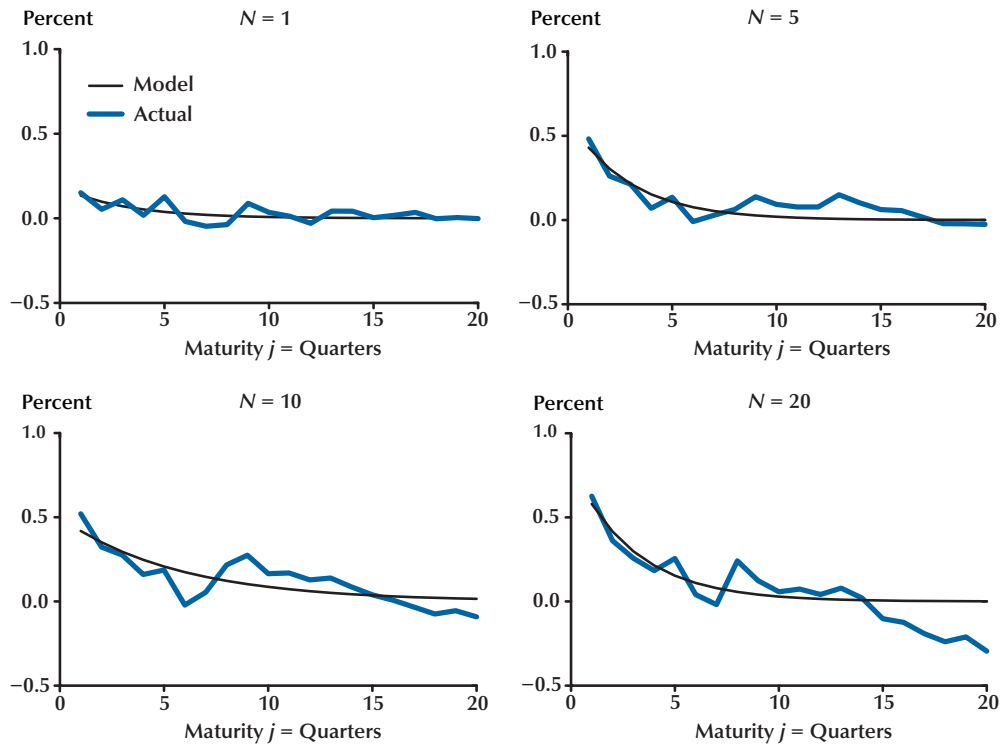 Percent
N = 1
1.0
Model
Actual
0.5
0.0
−0.5
0 5 10 15 20
Maturity j = Quarters
Percent
N = 5
1.0
0.5
0.0
−0.5
0 5 10 15 20
Maturity j = Quarters
Percent
N = 10
1.0
0.5
0.0
−0.5
0 5 10 15 20
Maturity j = Quarters
Percent
N = 20
1.0
0.5
0.0
−0.5
0 5 10 15 20
Maturity j = Quarters